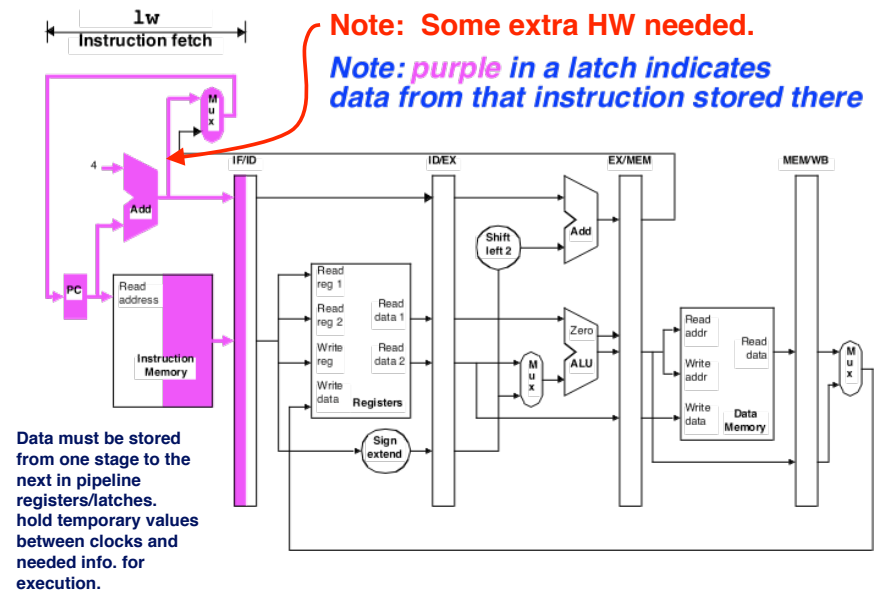 lw
Instruction fetch
Note: Some extra HW needed.
Note: purple in a latch indicates
data from that instruction stored there
M
u
x
4
Add
IF/ID
ID/EX
EX/MEM
MEM/WB
Add
Shift
left 2
PC
Read
address
Instruction
Memory
Read
reg 1
Read
reg 2
Write
reg
Write
data
Read
data 1
Read
data 2
Registers
Sign
extend
M
u
x
Zero
ALU
Read
addr
Write
addr
Write
data
Read
data
Data
Memory
M
u
x
Data must be stored
from one stage to the
next in pipeline
registers/latches.
hold temporary values
between clocks and
needed info. for
execution.